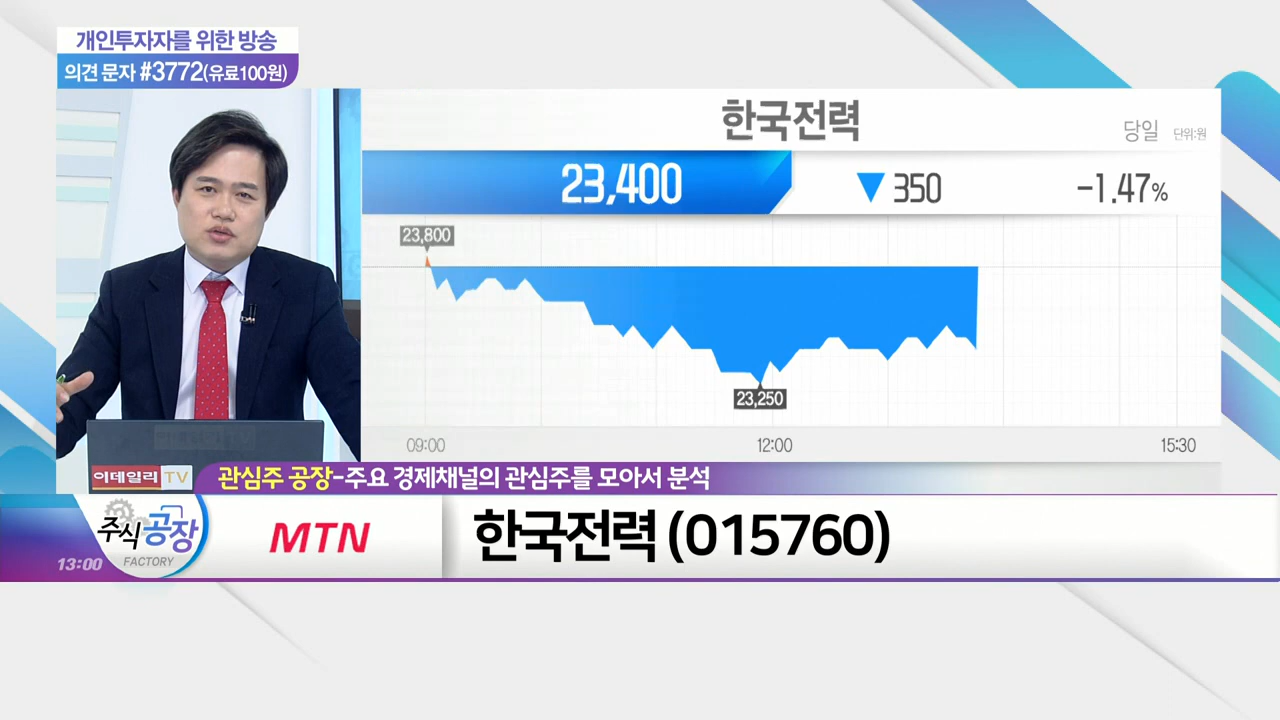 개인투자자를 위한 방송
의견 문자 #3772(유료100원)
한국전력
당일 단위:원
23,400 ▼ 350 -1.47%
23,800
23,250
09:00 12:00 15:30
이데일리 TV
관심주 공장-주요 경제채널의 관심주를 모아서 분석
주식공장
FACTORY
13:00
MTN
한국전력 (015760)